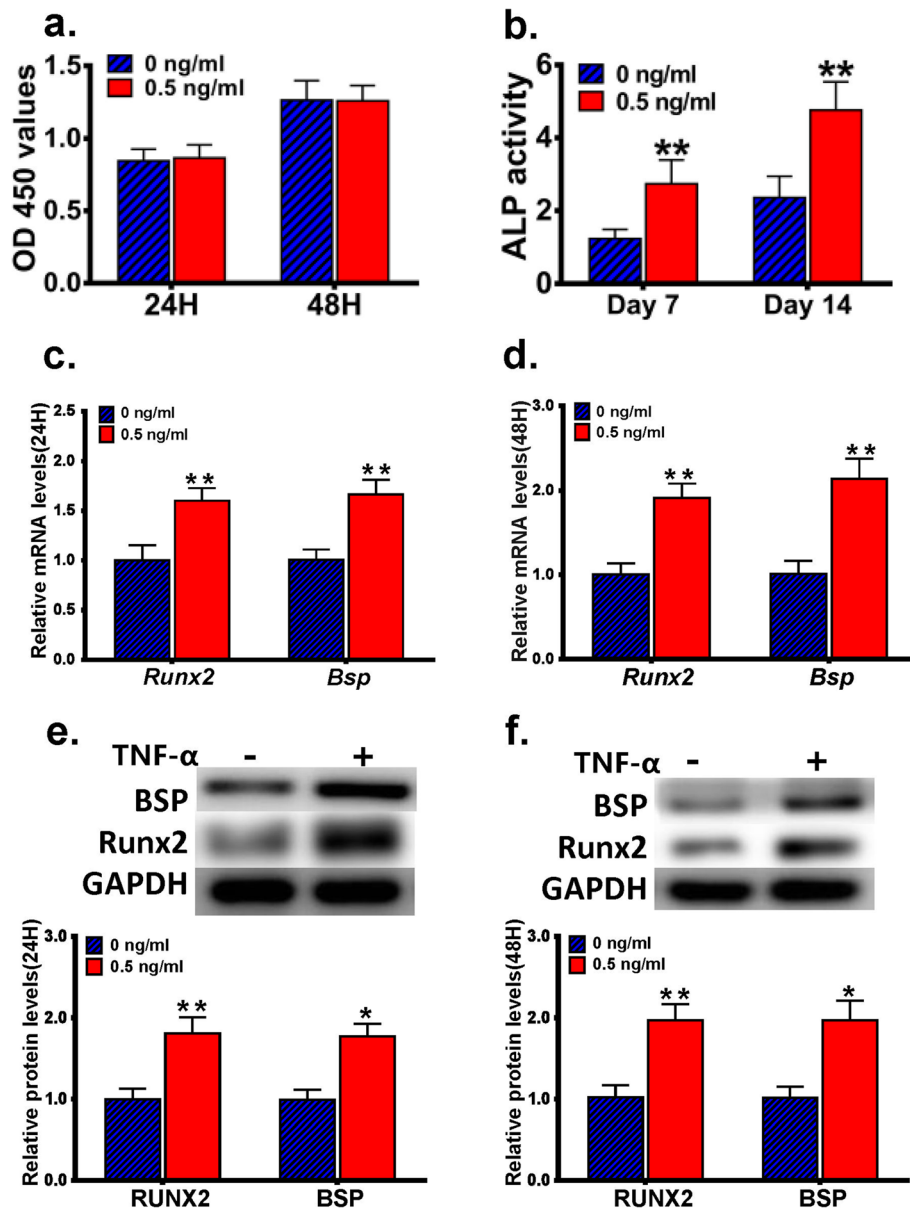 a.
OD 450 values
0 ng/ml
0.5 ng/ml
1.5
1.0
0.5
0.0
24H 48H
b.
ALP activity
0 ng/ml
0.5 ng/ml
6
4
2
0
** **
Day 7 Day 14
c.
Relative mRNA levels(24H)
0 ng/ml
0.5 ng/ml
2.5
2.0
1.5
1.0
0.5
0.0
** **
Runx2 Bsp
d.
Relative mRNA levels(48H)
0 ng/ml
0.5 ng/ml
3.0
2.0
1.0
0.0
** **
Runx2 Bsp
e.
TNF-α - +
BSP
Runx2
GAPDH
Relative protein levels(24H)
0 ng/ml
0.5 ng/ml
3.0
2.0
1.0
0.0
** *
RUNX2 BSP
f.
TNF-α - +
BSP
Runx2
GAPDH
Relative protein levels(48H)
0 ng/ml
0.5 ng/ml
3.0
2.0
1.0
0.0
** *
RUNX2 BSP